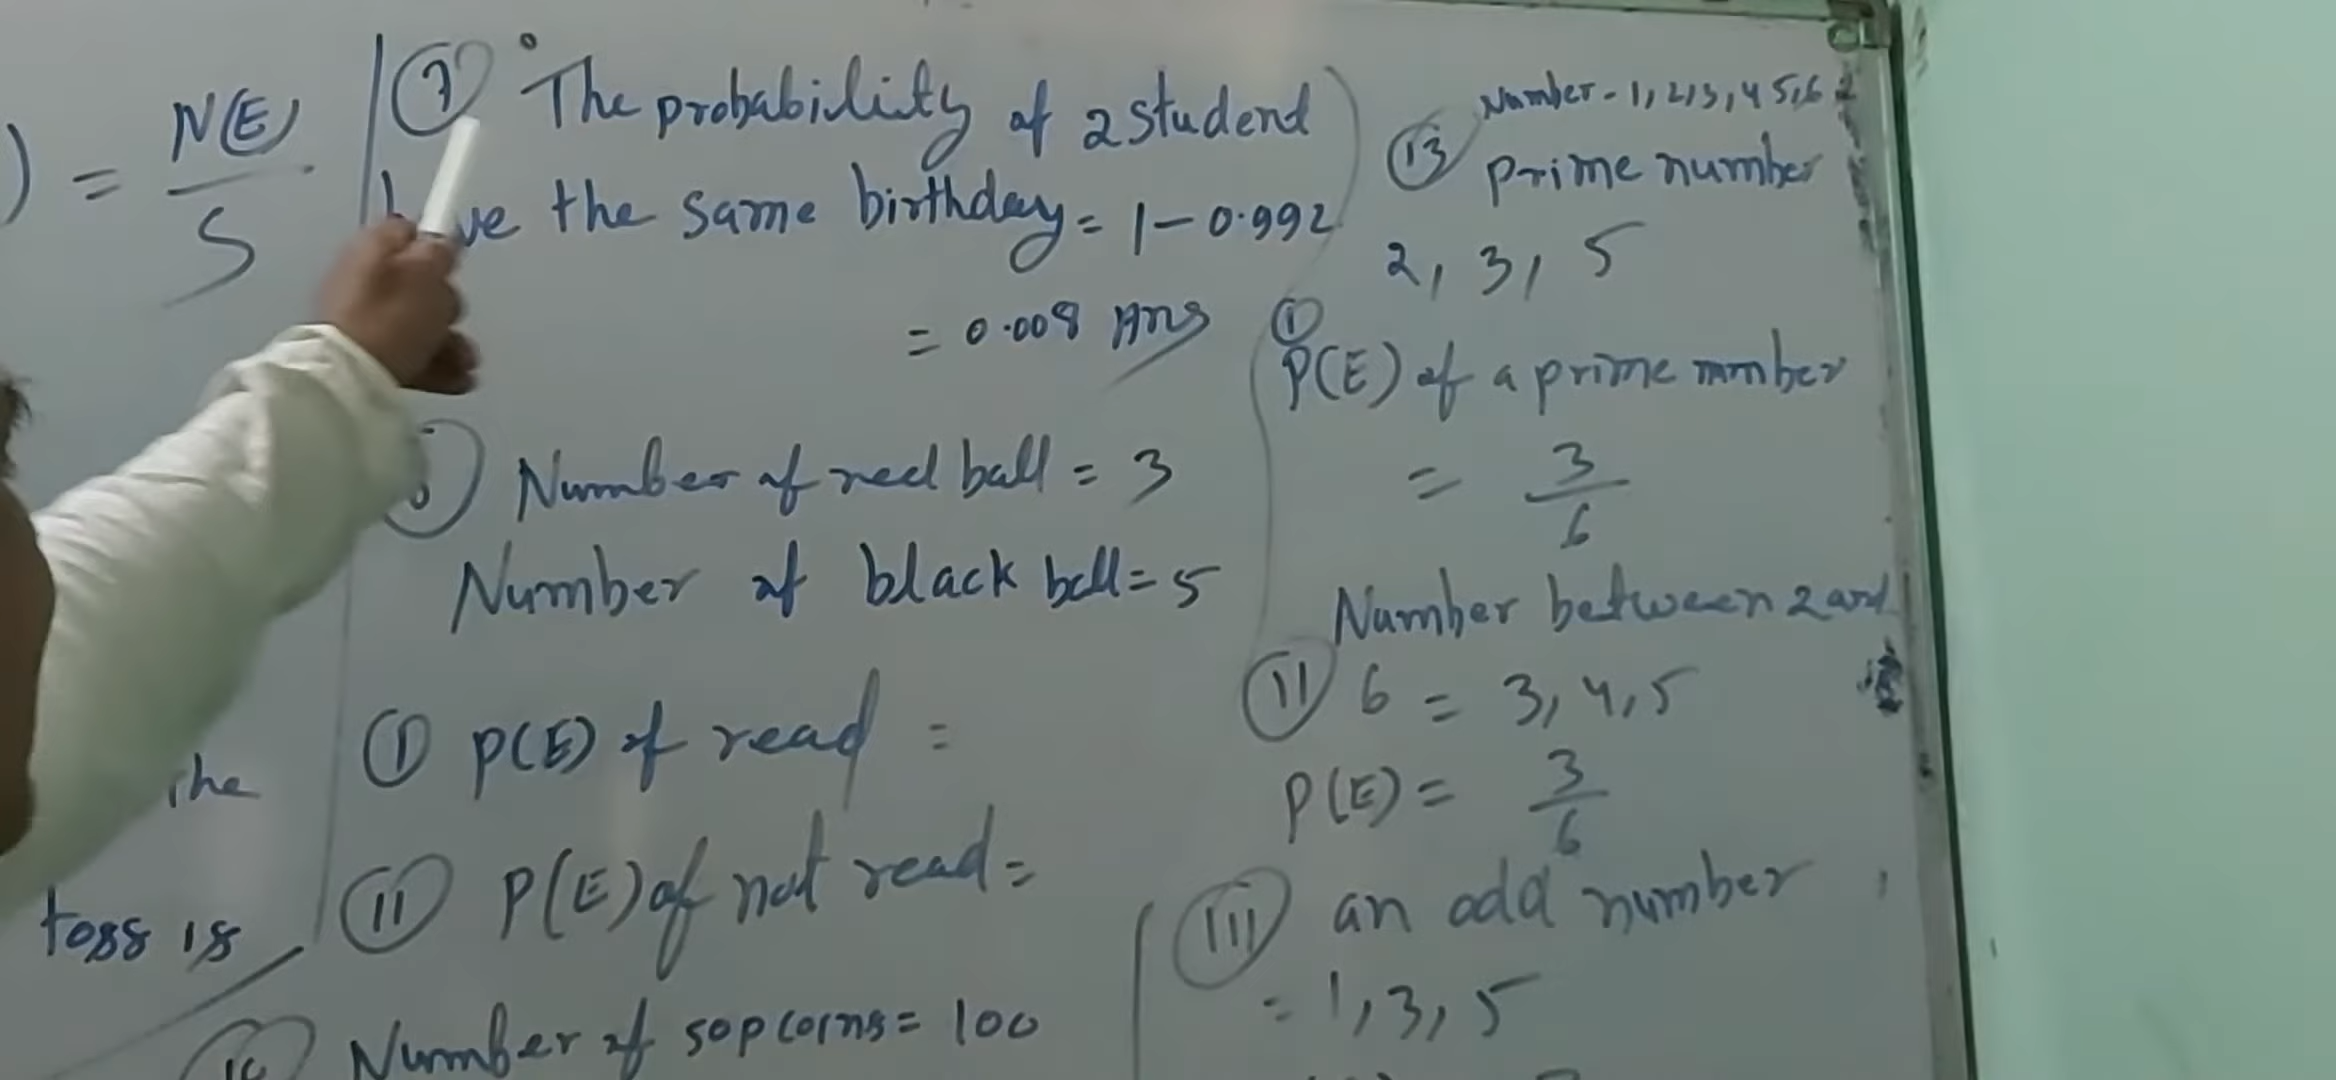 ) = N(E)
S
The
toss is
7 The probability of 2 student
have the same birthday = 1 - 0.992
= 0.008 Ans
Number of red ball = 3
Number of black ball = 5
(I) P(E) of read =
(II) P(E) of not read =
Number of 50p corns = 100
Number - 1, 2, 3, 4 5, 6
(13) prime number
2, 3, 5
(I)
P(E) of a prime number
= 3
6
Number between 2 and
(II) 6 = 3, 4, 5
P(E) = 3
6
(III) an odd number
= 1, 3, 5